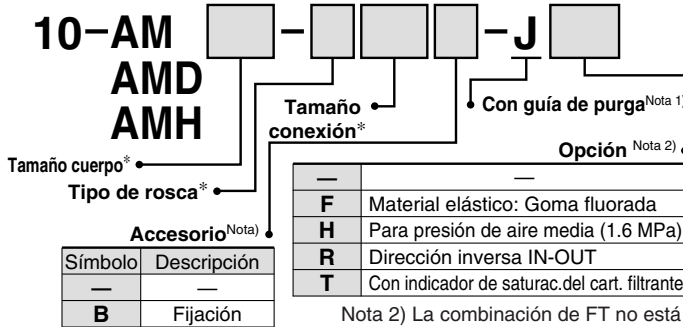 10-AM - - J
AMD
AMH
Tamaño conexión*
Con guía de purga Nota 1)
Tamaño cuerpo*
Opción Nota 2)
Tipo de rosca*
Accesorio Nota)
Símbolo Descripción
— —
B Fijación
— —
F Material elástico: Goma fluorada
H Para presión de aire media (1.6 MPa)
R Dirección inversa IN-OUT
T Con indicador de saturac.del cart. filtrante
Nota 2) La combinación de FT no está